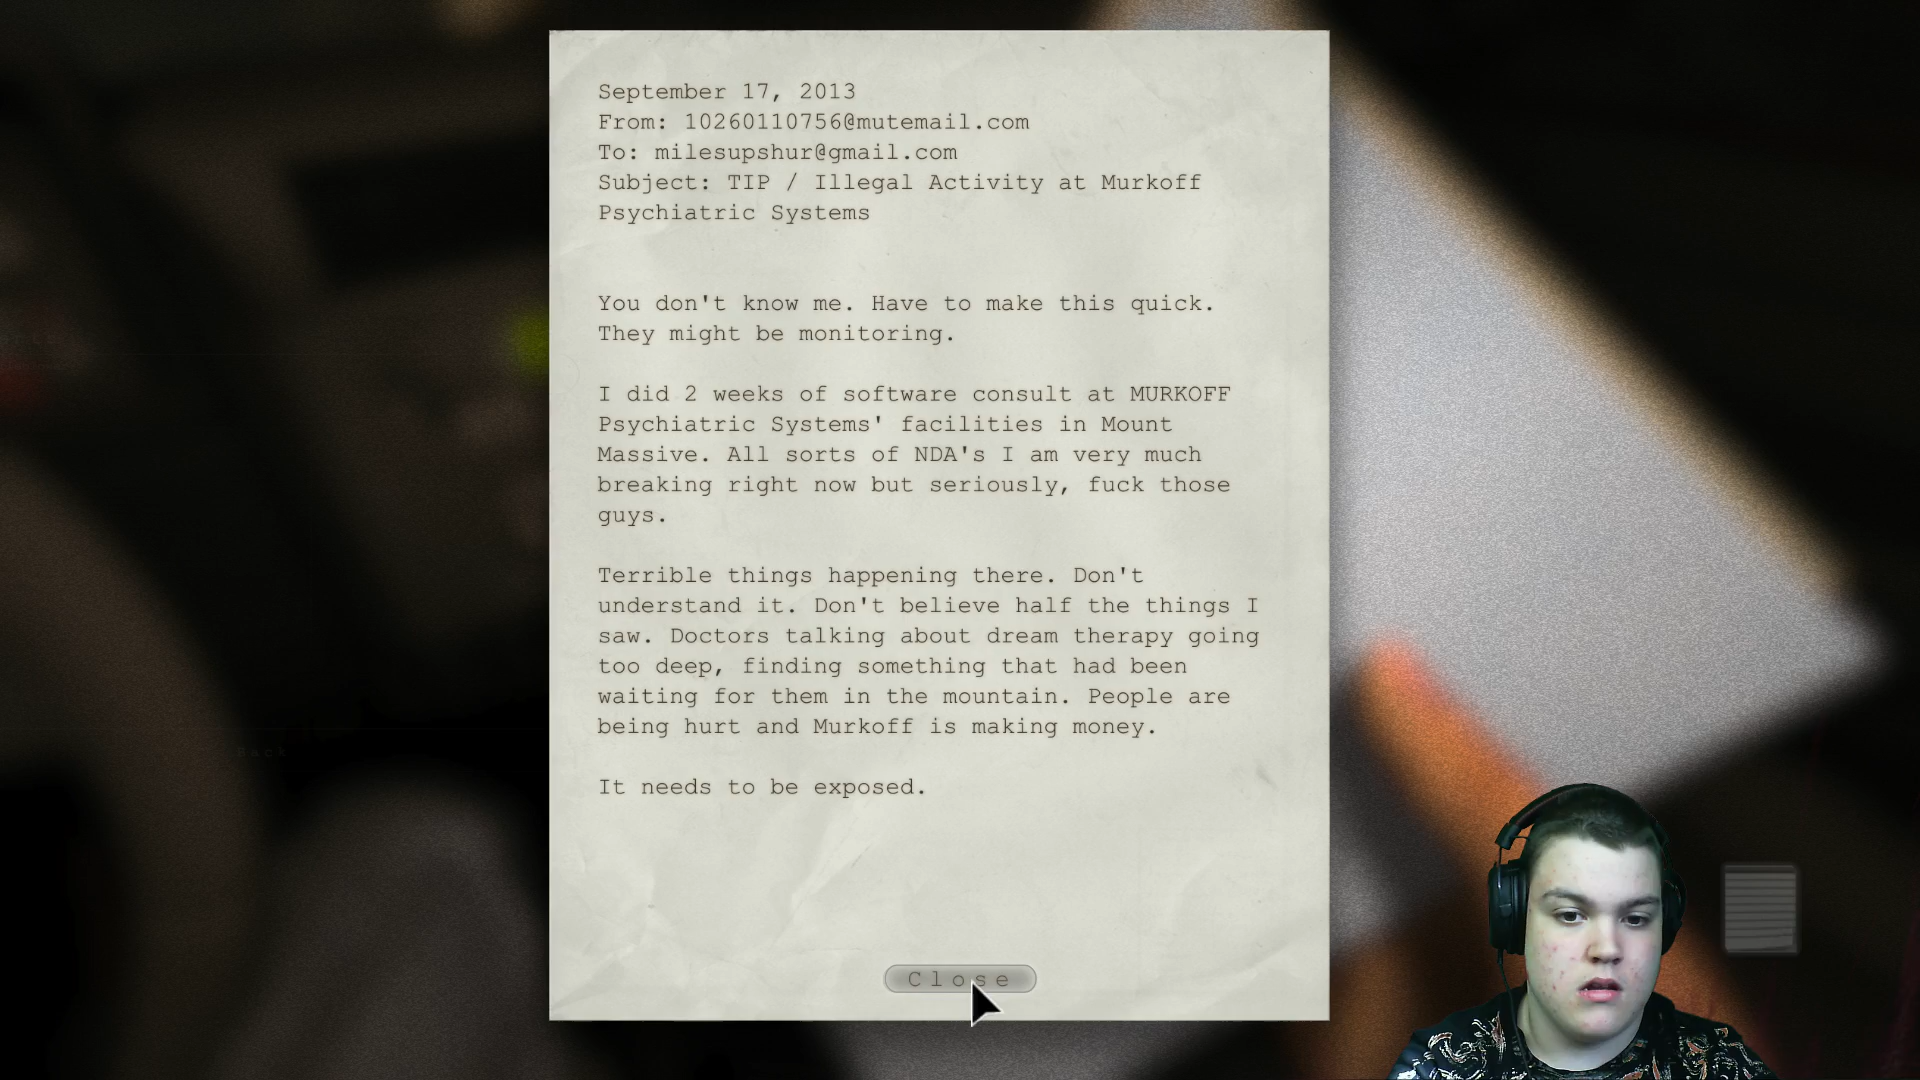 September 17, 2013
From: 10260110756@mutemail.com
To: milesupshur@gmail.com
Subject: TIP / Illegal Activity at Murkoff
Psychiatric Systems
You don't know me. Have to make this quick.
They might be monitoring.
I did 2 weeks of software consult at MURKOFF
Psychiatric Systems' facilities in Mount
Massive. All sorts of NDA's I am very much
breaking right now but seriously, fuck those
guys.
Terrible things happening there. Don't
understand it. Don't believe half the things I
saw. Doctors talking about dream therapy going
too deep, finding something that had been
waiting for them in the mountain. People are
being hurt and Murkoff is making money.
It needs to be exposed.
Back
Close